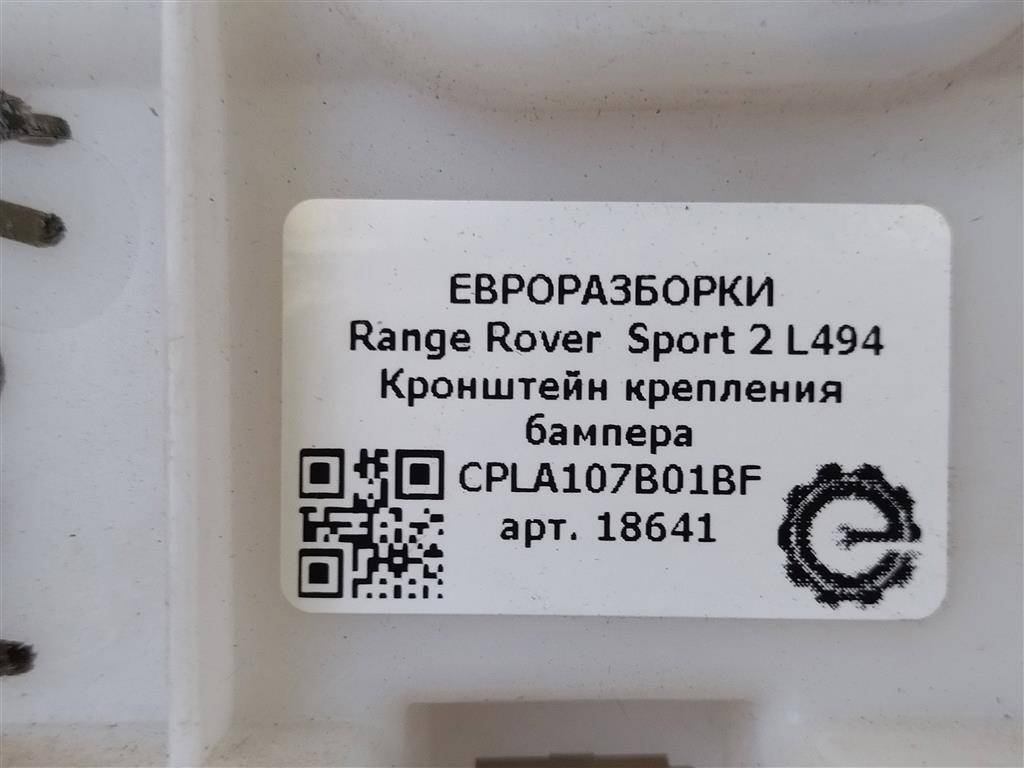 ЕВРОРАЗБОРКИ
Range Rover Sport 2 L494
Кронштейн крепления
бампера
CPLA107B01BF
арт. 18641